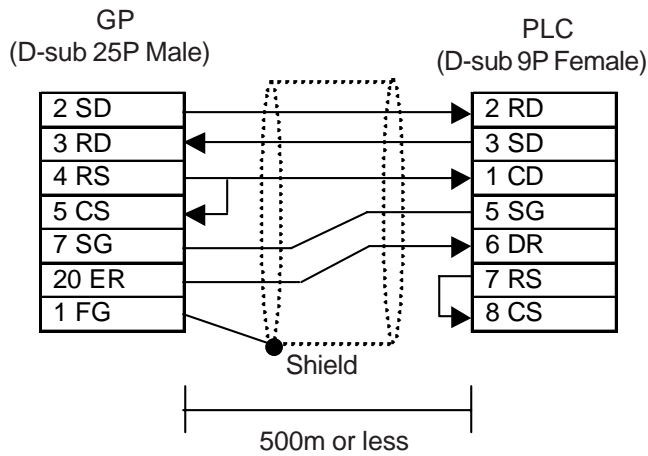 GP
(D-sub 25P Male)
PLC
(D-sub 9P Female)
2 SD
2 RD
3 RD
3 SD
4 RS
1 CD
5 CS
5 SG
7 SG
6 DR
20 ER
7 RS
1 FG
8 CS
Shield
500m or less